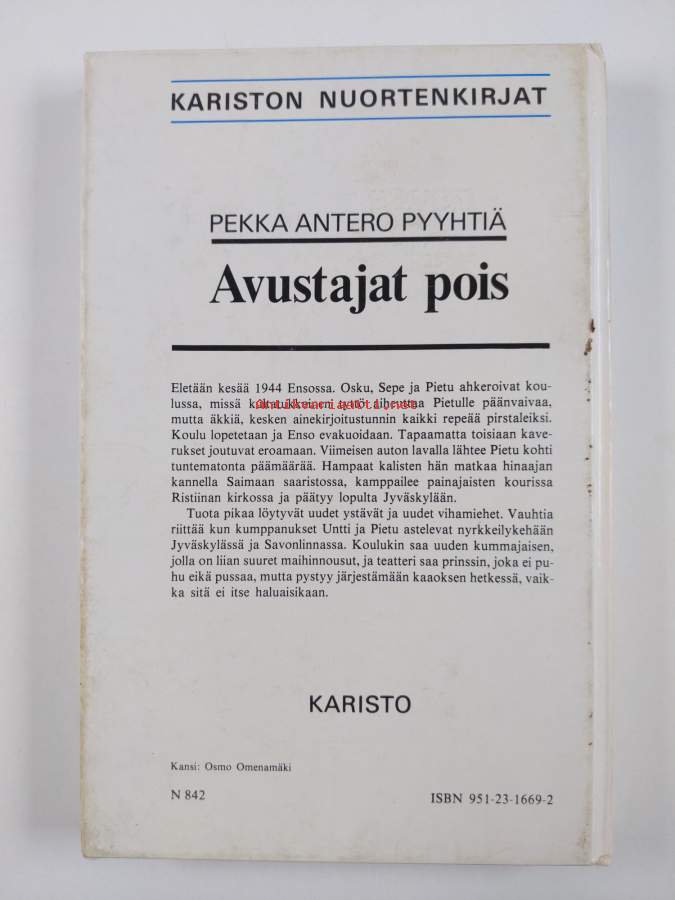 KARISTON NUORTENKIRJAT
PEKKA ANTERO PYYHTIÄ
Avustajat pois
Eletään kesää 1944 Ensossa. Osku, Sepe ja Pietu ahkeroivat kou-
lussa, missä tytöt aiheuttaa Pietulle päänvaivaa,
mutta äkkiä, kesken ainekirjoitustunnin kaikki repeää pirstaleiksi.
Koulu lopetetaan ja Enso evakuoidaan. Tapaamatta toisiaan kave-
rukset joutuvat eroamaan. Viimeisen auton lavalla lähtee Pietu kohti
tuntematonta päämäärää. Hampaat kalisten hän matkaa hinaajan
kannella Saimaan saaristossa, kamppailee painajaisten kourissa
Ristiinan kirkossa ja päätyy lopulta Jyväskylään.
Tuota pikaa löytyvät uudet ystävät ja uudet vihamiehet. Vauhtia
riittää kun kumppanukset Untti ja Pietu astelevat nyrkkeilykehään
Jyväskylässä ja Savonlinnassa. Koulukin saa uuden kummajaisen,
jolla on liian suuret maihinnousut, ja teatteri saa prinssin, joka ei pu-
hu eikä pussaa, mutta pystyy järjestämään kaaoksen hetkessä, vaik-
ka sitä ei itse haluaisikaan.
KARISTO
Kansi: Osmo Omenamäki
N 842
ISBN 951-23-1669-2